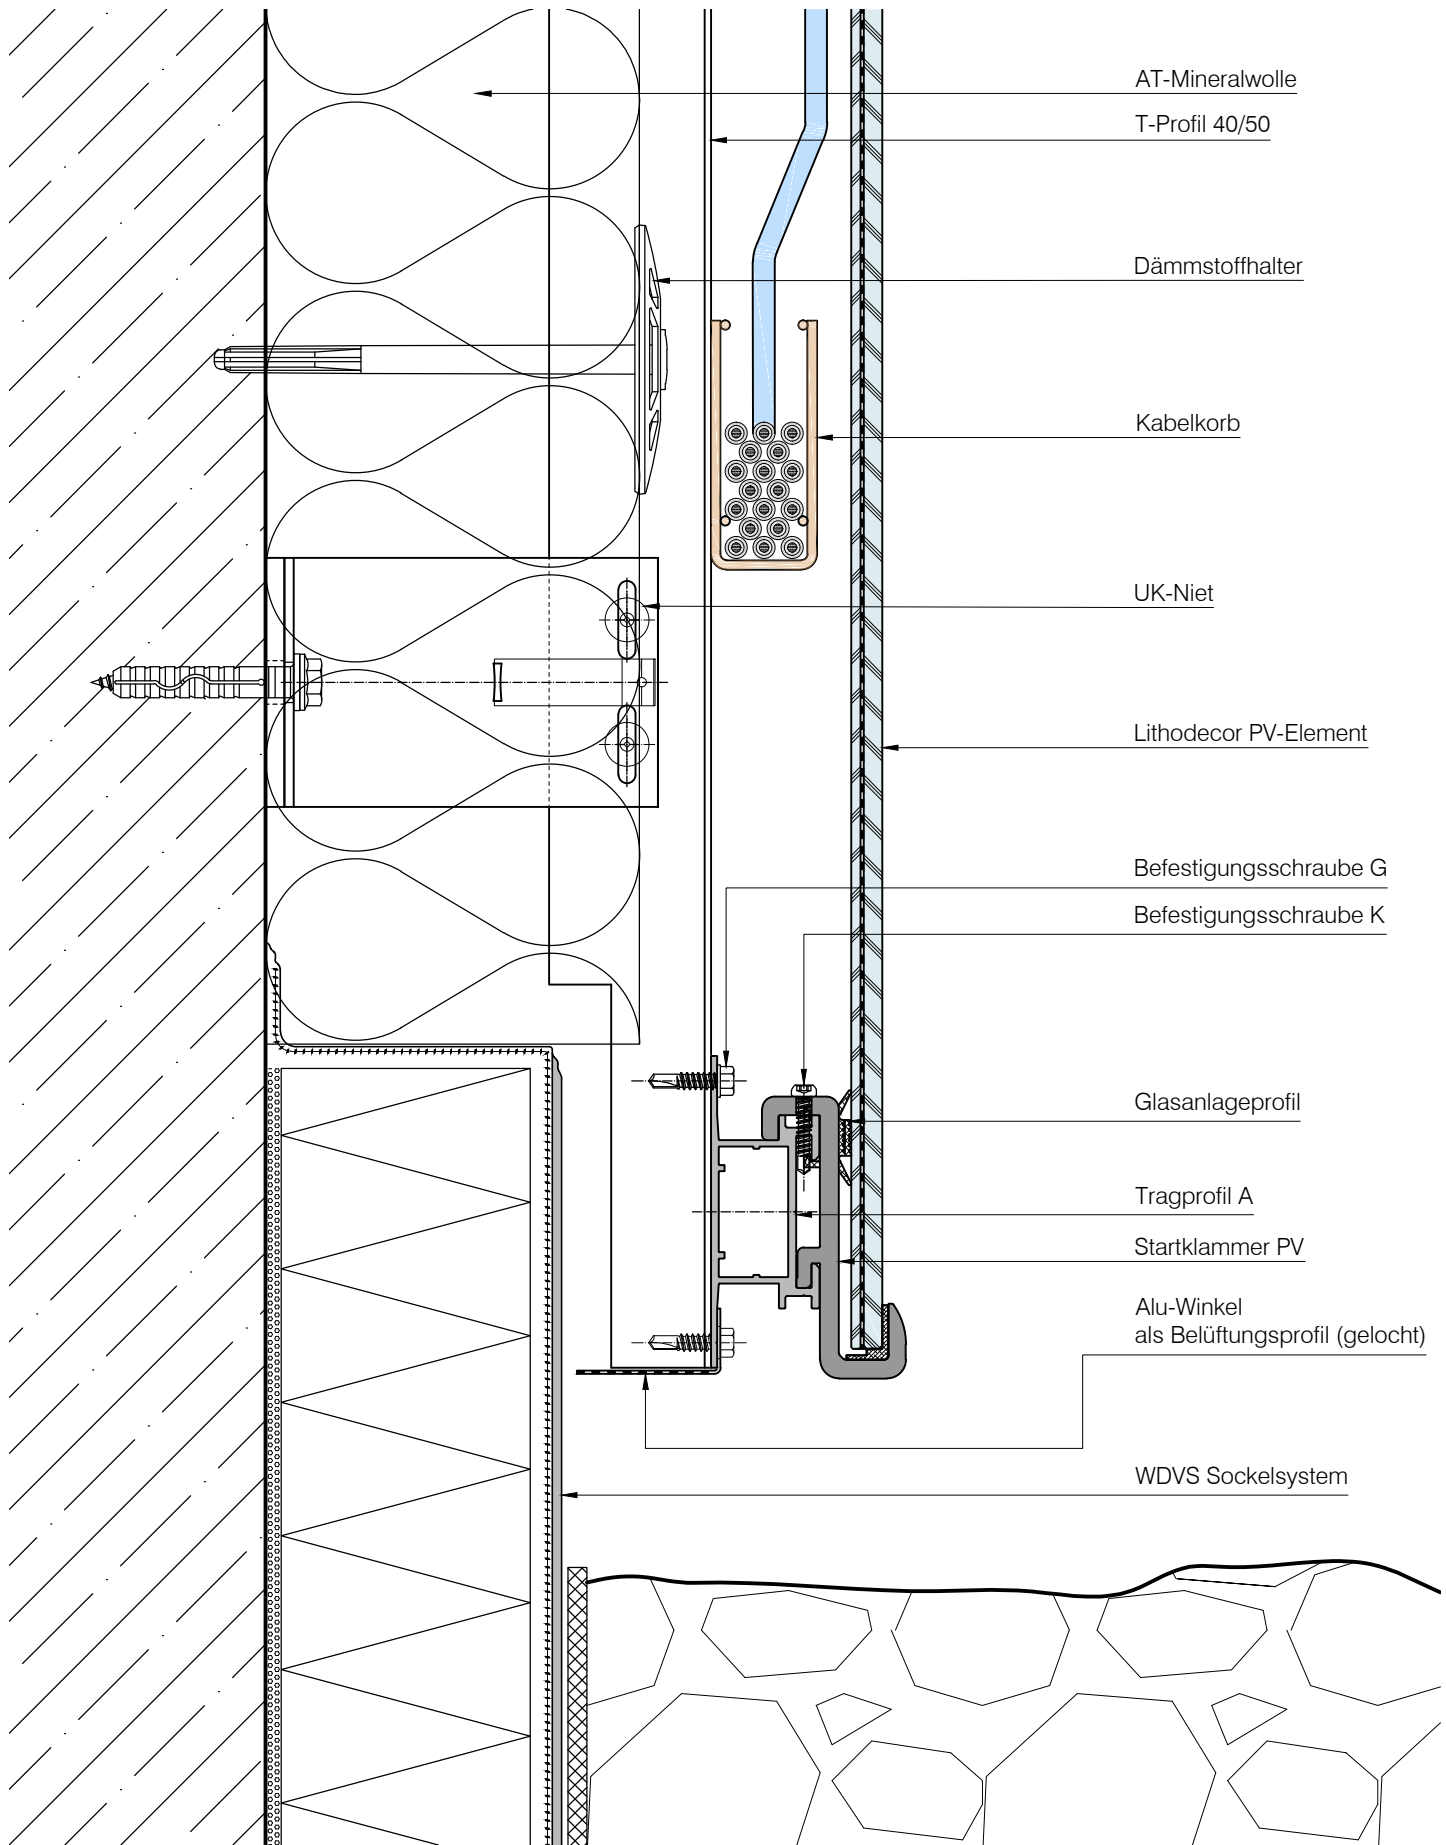 AT-Mineralwolle
T-Profil 40/50
Dämmstoffhalter
Kabelkorb
UK-Niet
Lithodecor PV-Element
Befestigungsschraube G
Befestigungsschraube K
Glasanlageprofil
Tragprofil A
Startklammer PV
Alu-Winkel
als Belüftungsprofil (gelocht)
WDVS Sockelsystem